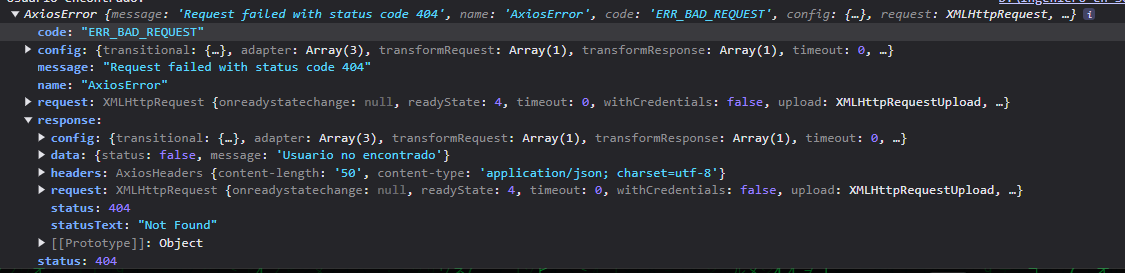 AxiosError {message: 'Request failed with status code 404', name: 'AxiosError', code: 'ERR_BAD_REQUEST', config: {…}, request: XMLHttpRequest, …}
code: "ERR_BAD_REQUEST"
config: {transitional: {…}, adapter: Array(3), transformRequest: Array(1), transformResponse: Array(1), timeout: 0, …}
message: "Request failed with status code 404"
name: "AxiosError"
request: XMLHttpRequest {onreadystatechange: null, readyState: 4, timeout: 0, withCredentials: false, upload: XMLHttpRequestUpload, …}
response:
config: {transitional: {…}, adapter: Array(3), transformRequest: Array(1), transformResponse: Array(1), timeout: 0, …}
data: {status: false, message: 'Usuario no encontrado'}
headers: AxiosHeaders {content-length: '50', content-type: 'application/json; charset=utf-8'}
request: XMLHttpRequest {onreadystatechange: null, readyState: 4, timeout: 0, withCredentials: false, upload: XMLHttpRequestUpload, …}
status: 404
statusText: "Not Found"
[[Prototype]]: Object
status: 404